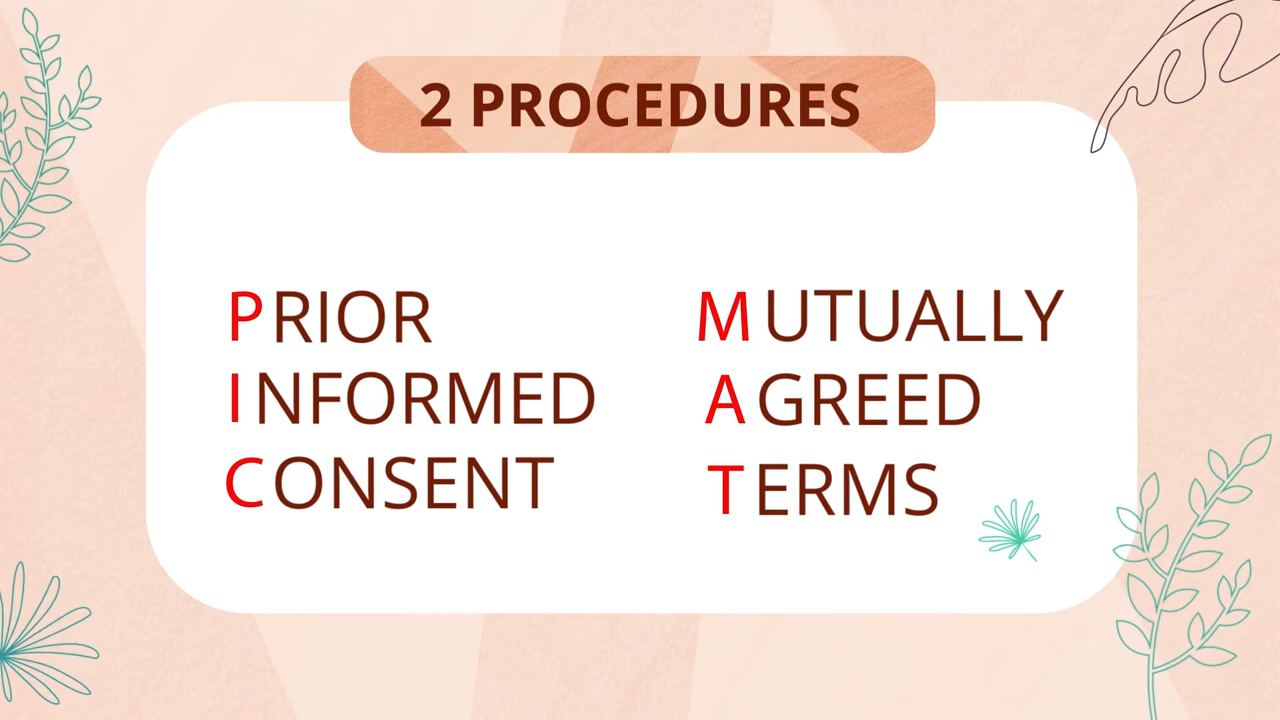 2 PROCEDURES
PRIOR
INFORMED
CONSENT
MUTUALLY
AGREED
TERMS